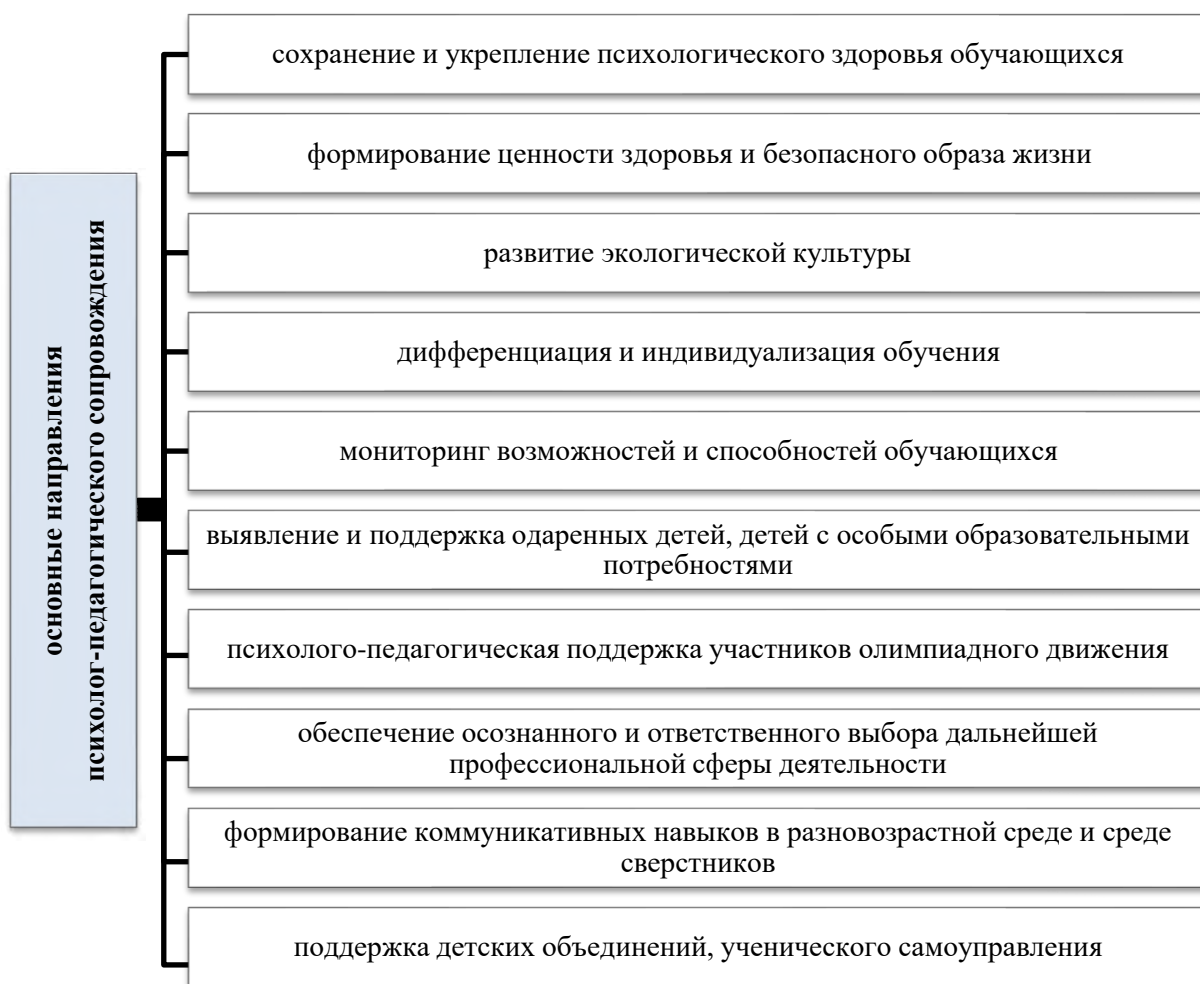 основные направления
психолог-педагогического сопровождения
сохранение и укрепление психологического здоровья обучающихся
формирование ценности здоровья и безопасного образа жизни
развитие экологической культуры
дифференциация и индивидуализация обучения
мониторинг возможностей и способностей обучающихся
выявление и поддержка одаренных детей, детей с особыми образовательными
потребностями
психолого-педагогическая поддержка участников олимпиадного движения
обеспечение осознанного и ответственного выбора дальнейшей
профессиональной сферы деятельности
формирование коммуникативных навыков в разновозрастной среде и среде
сверстников
поддержка детских объединений, ученического самоуправления